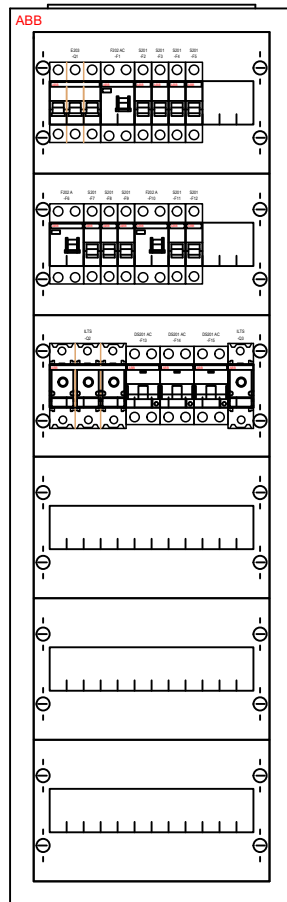 ABB
E203 F202 AC S201 S201 S201 S201
-Q1 -F1 -F2 -F3 -F4 -F5
F202 A S201 S201 S201 F202 A S201 S201
-F6 -F7 -F8 -F9 -F10 -F11 -F12
ILTS DS201 AC DS201 AC DS201 AC ILTS
-Q2 -F13 -F14 -F15 -Q3